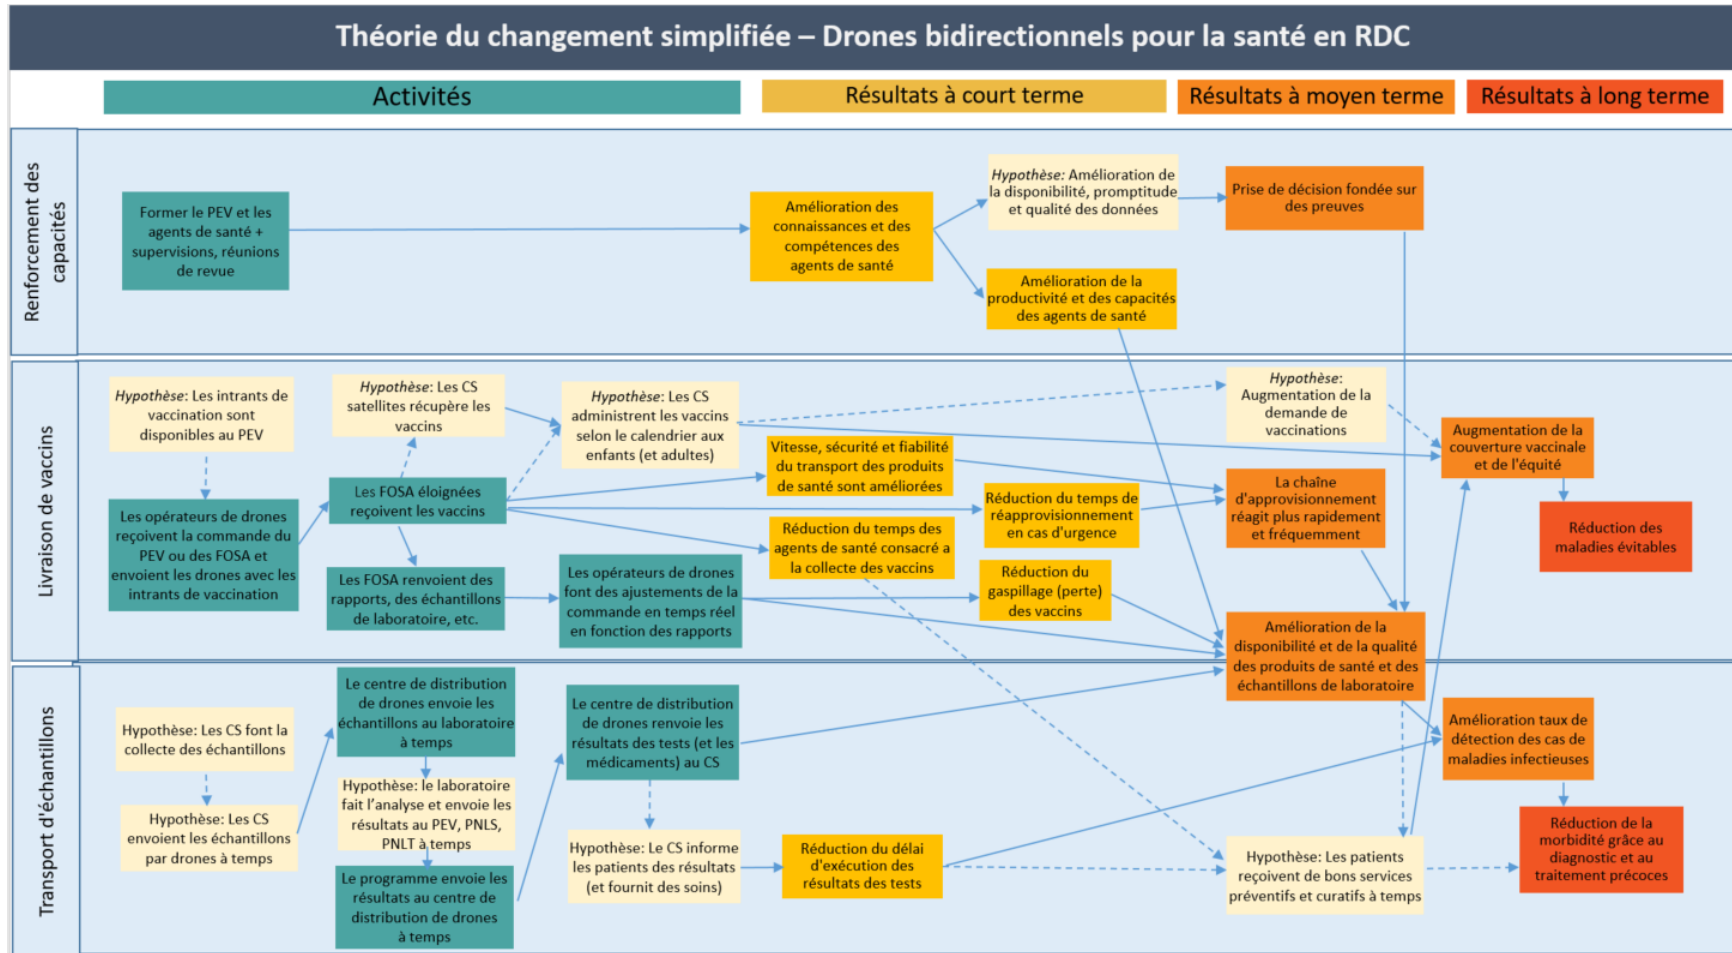 Théorie du changement simplifiée – Drones bidirectionnels pour la santé en RDC
Activités
Résultats à court terme
Résultats à moyen terme
Résultats à long terme
Renforcement des
capacités
Former le PEV et les
agents de santé +
supervisions, réunions
de revue
Amélioration des
connaissances et des
compétences des
agents de santé
Hypothèse: Amélioration de
la disponibilité, promptitude
et qualité des données
Prise de décision fondée sur
des preuves
Amélioration de la
productivité et des capacités
des agents de santé
Livraison de vaccins
Hypothèse: Les intrants de
vaccination sont
disponibles au PEV
Hypothèse: Les CS
satellites récupère les
vaccins
Hypothèse: Les CS
administrent les vaccins
selon le calendrier aux
enfants (et adultes)
Hypothèse:
Augmentation de la
demande de
vaccinations
Augmentation de la
couverture vaccinale
et de l'équité
Vitesse, sécurité et fiabilité
du transport des produits
de santé sont améliorées
Les opérateurs de drones
reçoivent la commande du
PEV ou des FOSA et
envoient les drones avec les
intrants de vaccination
Les FOSA éloignées
reçoivent les vaccins
Réduction du temps de
réapprovisionnement
en cas d'urgence
La chaîne
d'approvisionnement
réagit plus rapidement
et fréquemment
Réduction des
maladies évitables
Réduction du temps des
agents de santé consacré a
la collecte des vaccins
Les FOSA renvoient des
rapports, des échantillons
de laboratoire, etc.
Les opérateurs de drones
font des ajustements de la
commande en temps réel
en fonction des rapports
Réduction du
gaspillage (perte)
des vaccins
Amélioration de la
disponibilité et de la qualité
des produits de santé et des
échantillons de laboratoire
Transport d'échantillons
Hypothèse: Les CS font la
collecte des échantillons
Hypothèse: Les CS
envoient les échantillons
par drones à temps
Le centre de distribution
de drones envoie les
échantillons au laboratoire
à temps
Hypothèse: le laboratoire
fait l'analyse et envoie les
résultats au PEV, PNLS,
PNLT à temps
Le programme envoie les
résultats au centre de
distribution de drones
à temps
Le centre de distribution
de drones renvoie les
résultats des tests (et les
médicaments) au CS
Hypothèse: Le CS informe
les patients des résultats
(et fournit des soins)
Réduction du délai
d'exécution des
résultats des tests
Hypothèse: Les patients
reçoivent de bons services
préventifs et curatifs à temps
Amélioration taux de
détection des cas de
maladies infectieuses
Réduction de la
morbidité grâce au
diagnostic et au
traitement précoces